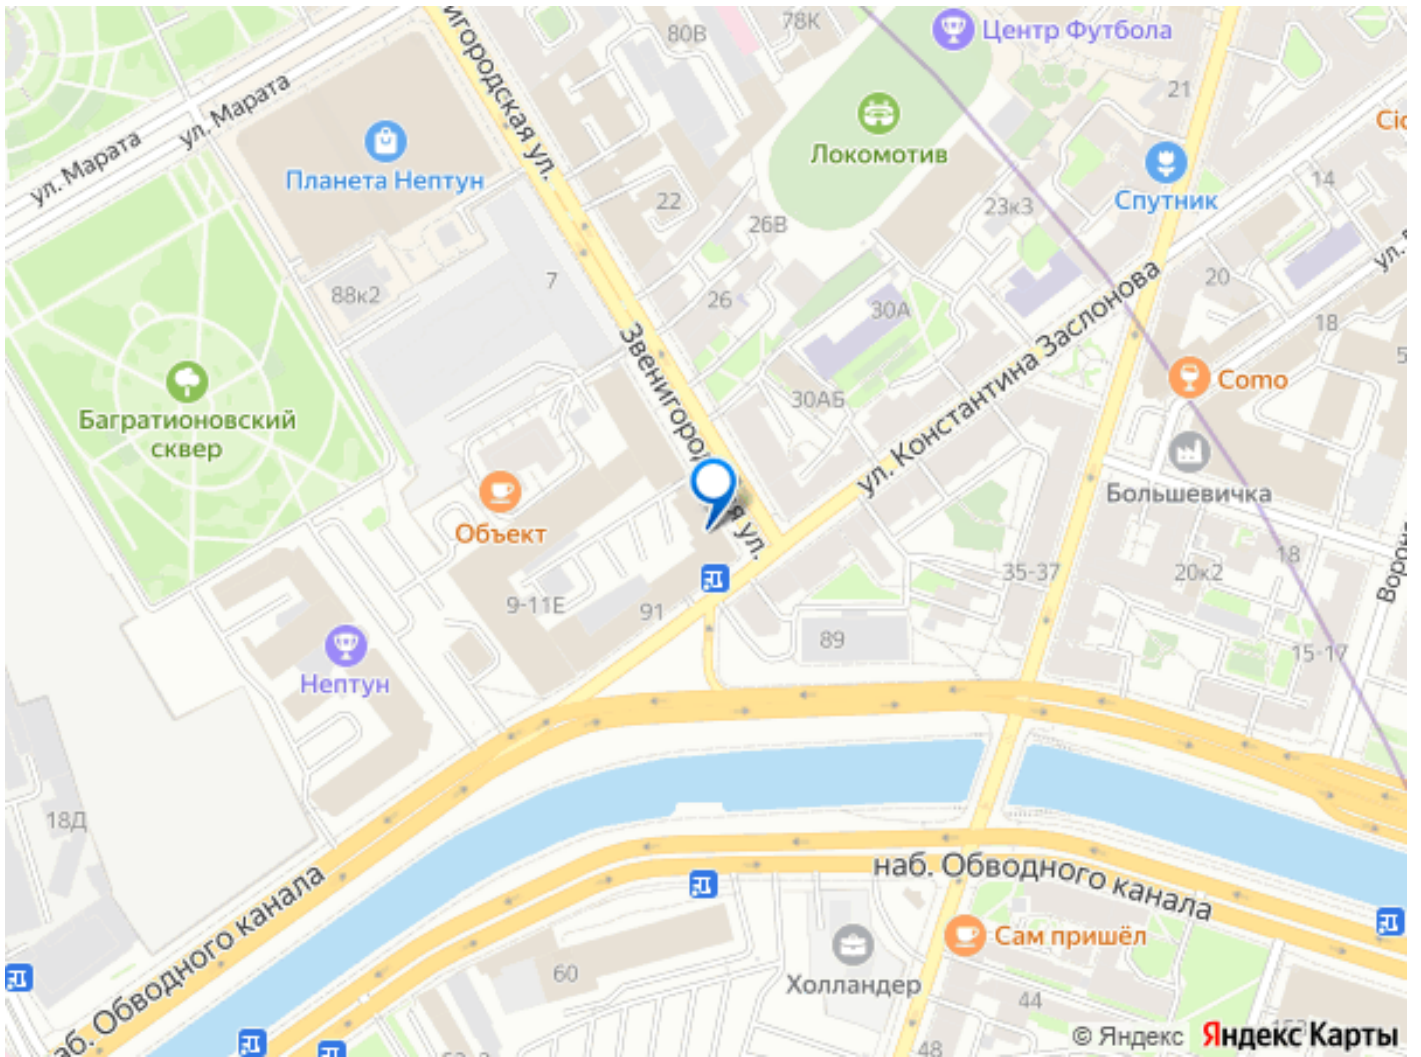 80В
78К
Центр Футбола
игородская ул.
21
ул. Марата
ул. Марата
Планета Нептун
Локомотив
Спутник
14
22
26В
23к3
20
7
88к2
26
30А
18
Звенигородская ул.
ул. Константина Заслонова
Como
30АБ
Багратионовский
сквер
Объект
Большевичка
18
35-37
20к2
9-11Е
91
89
15-17
Нептун
18Д
наб. Обводного канала
аб. Обводного канала
Сам пришёл
60
Холландер
44
48
© Яндекс
Яндекс Карты